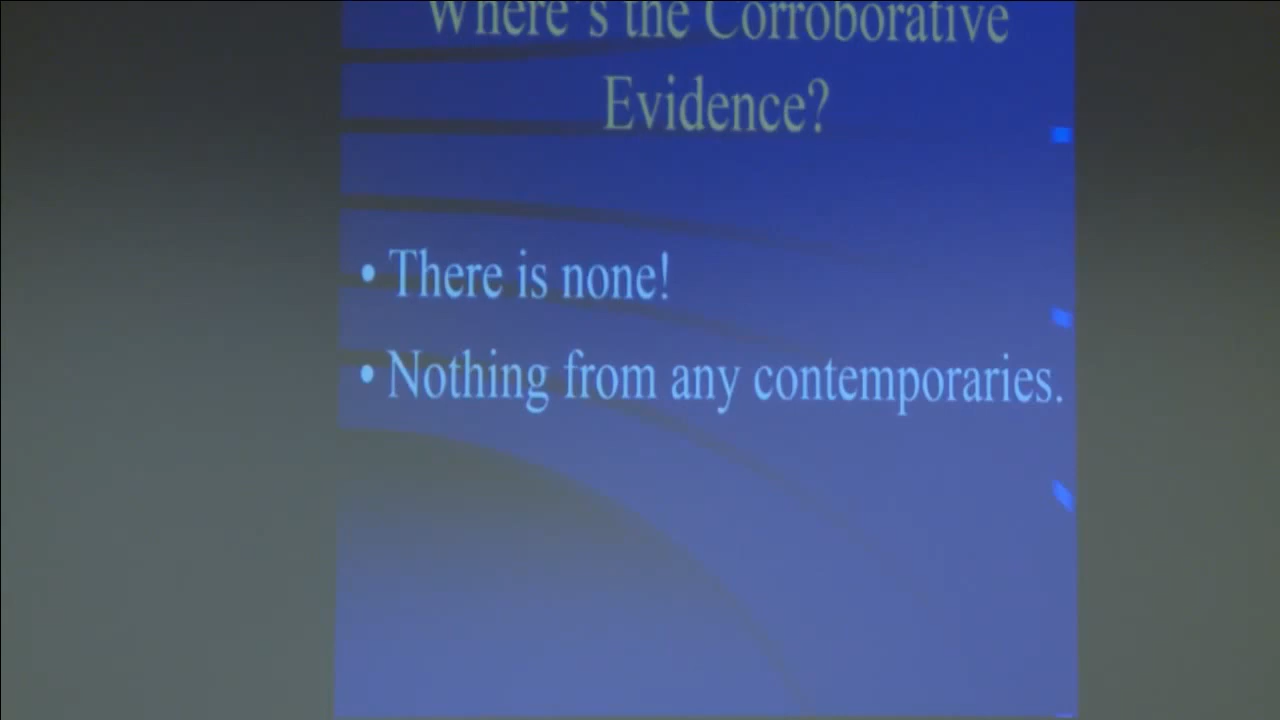 Where's the Corroborative
Evidence?
• There is none!
• Nothing from any contemporaries.